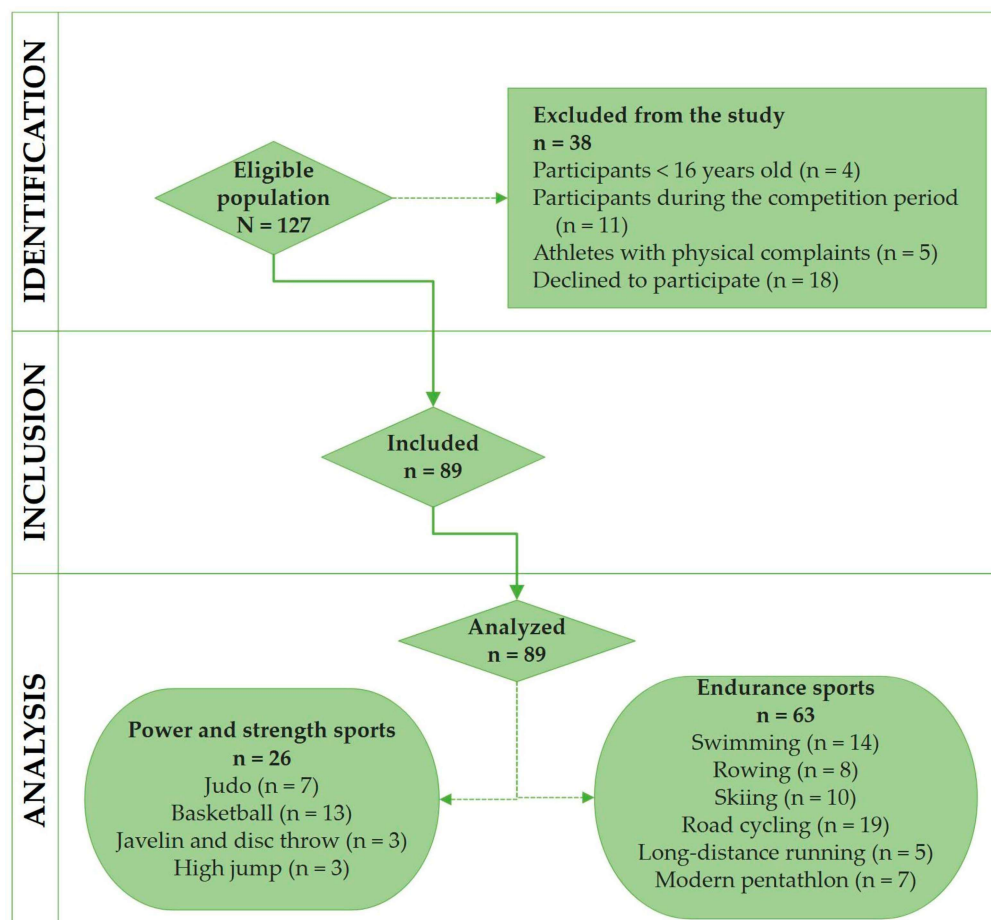 IDENTIFICATION
Eligible
population
N = 127
Excluded from the study
n = 38
Participants < 16 years old (n = 4)
Participants during the competition period
(n = 11)
Athletes with physical complaints (n = 5)
Declined to participate (n = 18)
INCLUSION
Included
n = 89
ANALYSIS
Analyzed
n = 89
Power and strength sports
n = 26
Judo (n = 7)
Basketball (n = 13)
Javelin and disc throw (n = 3)
High jump (n = 3)
Endurance sports
n = 63
Swimming (n = 14)
Rowing (n = 8)
Skiing (n = 10)
Road cycling (n = 19)
Long-distance running (n = 5)
Modern pentathlon (n = 7)